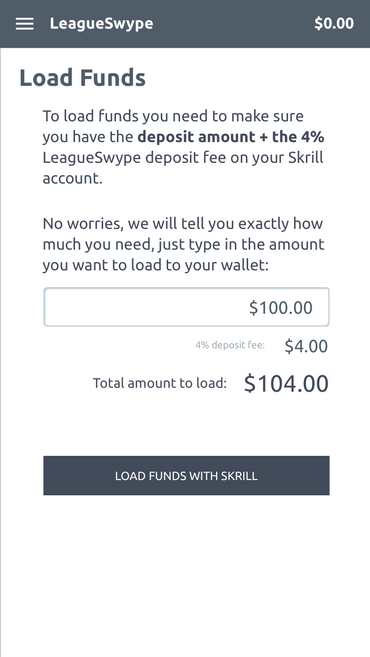 LeagueSwype $0.00
Load Funds
To load funds you need to make sure
you have the deposit amount + the 4%
LeagueSwype deposit fee on your Skrill
account.
No worries, we will tell you exactly how
much you need, just type in the amount
you want to load to your wallet:
$100.00
4% deposit fee: $4.00
Total amount to load: $104.00
LOAD FUNDS WITH SKRILL